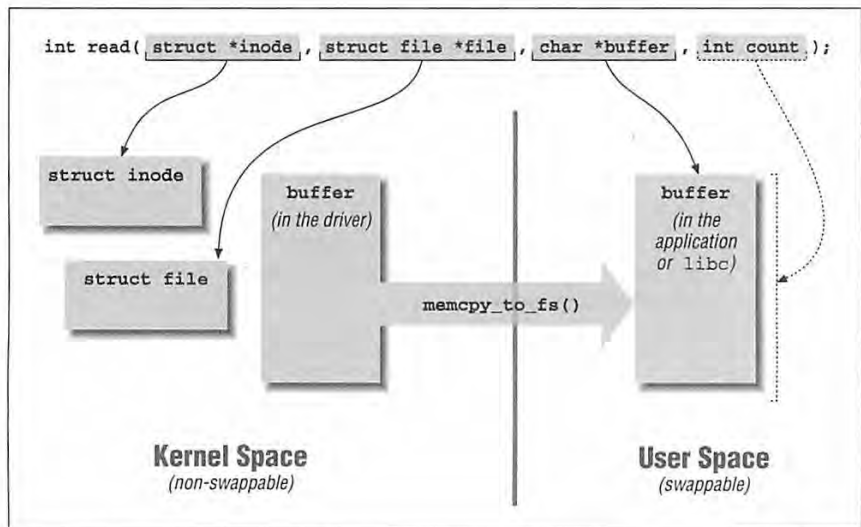 int read(struct *inode, struct file *file, char *buffer, int count);
struct inode
struct file
buffer
(in the driver)
memcpy_to_fs()
buffer
(in the
application
or libc)
Kernel Space
(non-swappable)
User Space
(swappable)